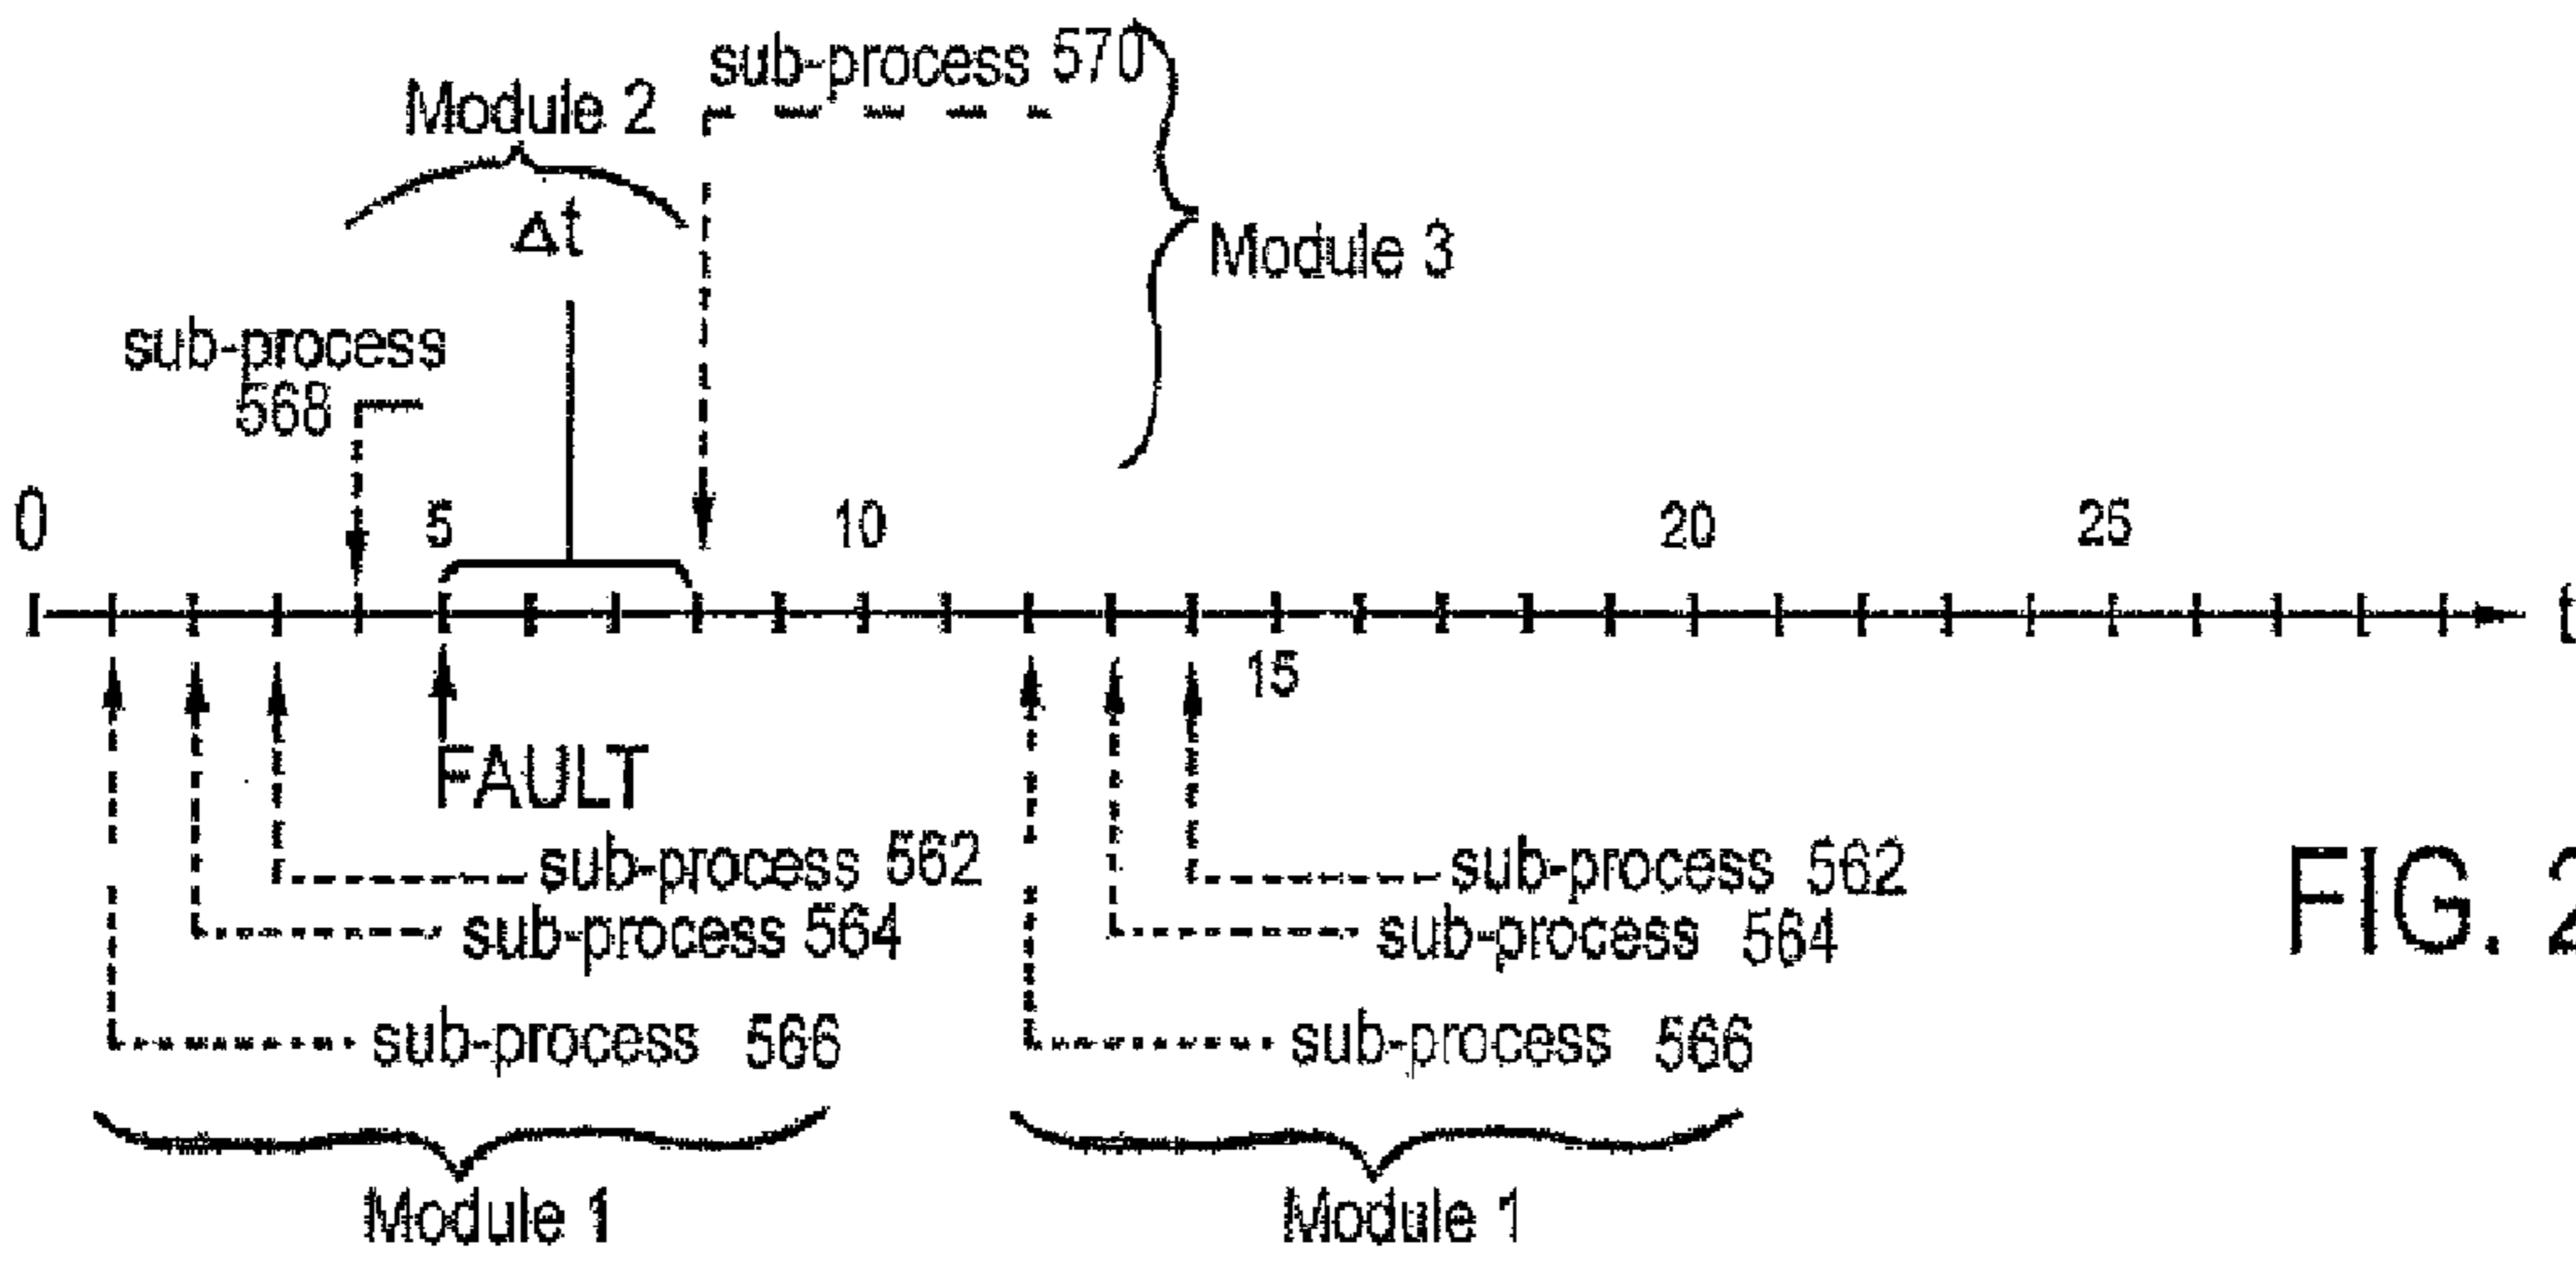 sub-process 570
Module 2
Δt
Module 3
sub-process
568
0
5
10
20
25
t
15
FAULT
sub-process 562
sub-process 562
sub-process 564
sub-process 564
sub-process 566
sub-process 566
FIG. 2
Module 1
Module 1